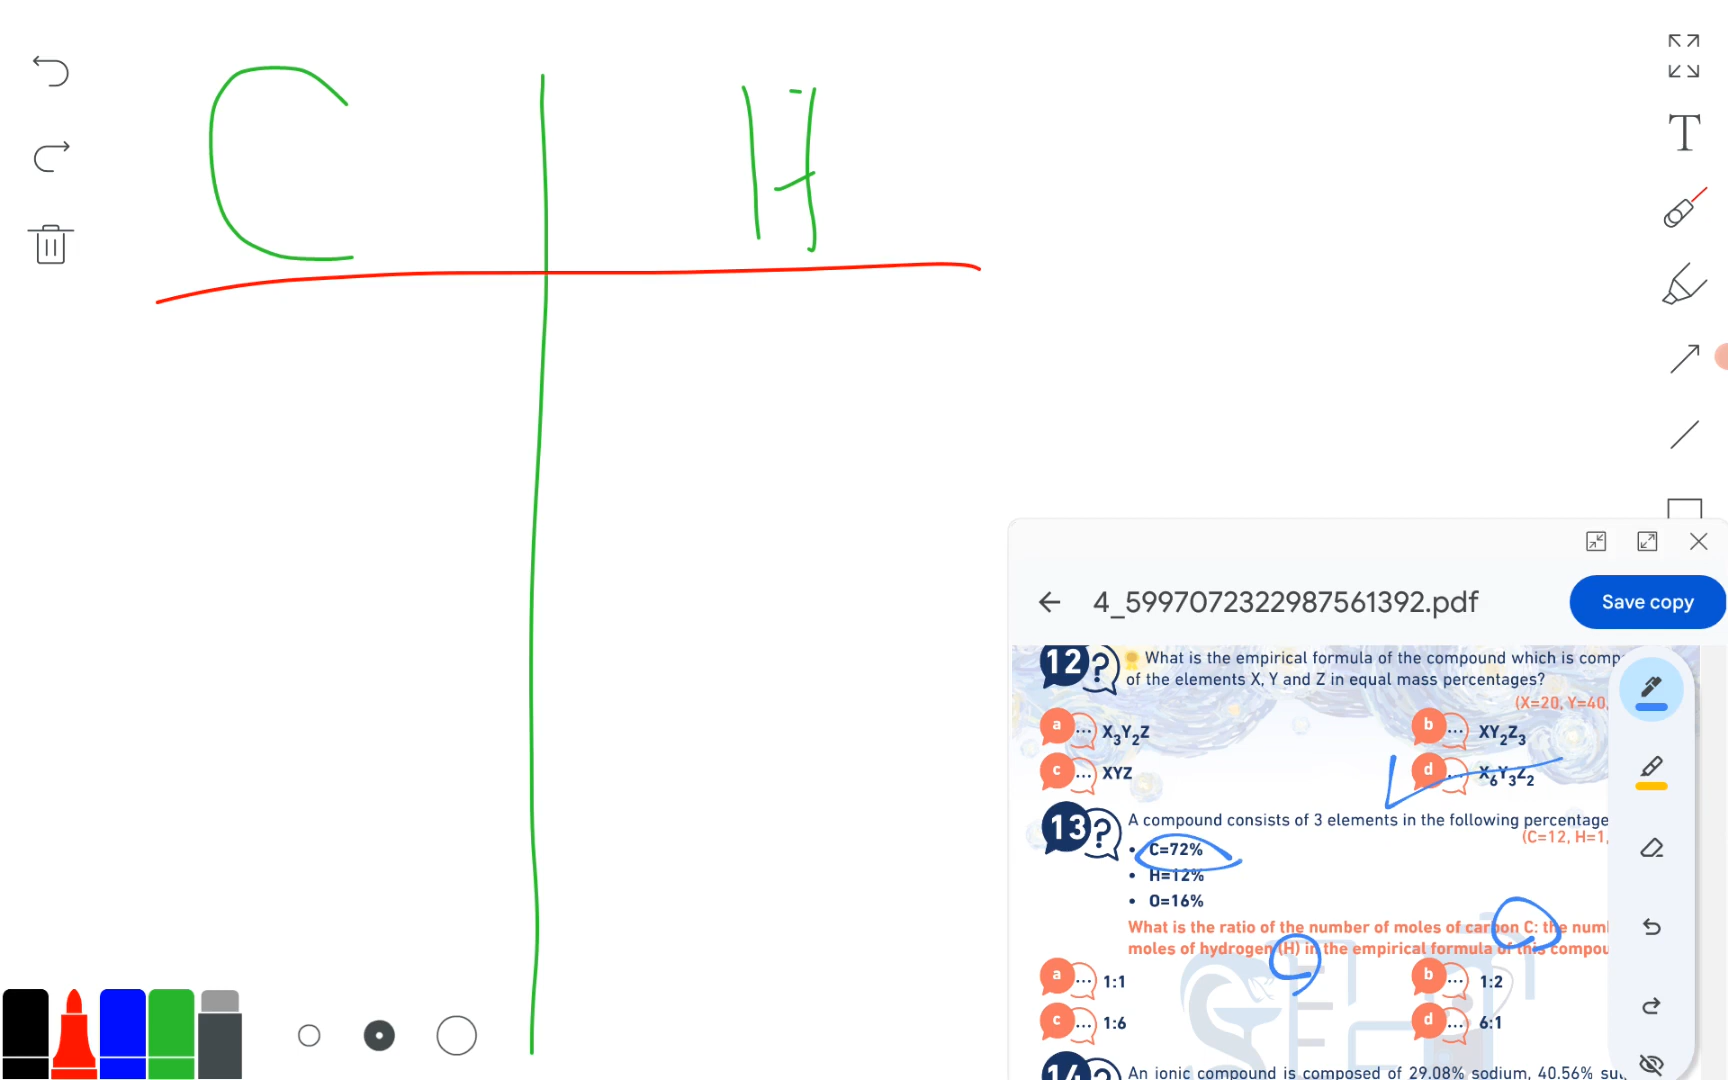 C H
T
4_5997072322987561392.pdf
Save copy
12 ? What is the empirical formula of the compound which is
of the elements X, Y and Z in equal mass percentages?
(X=20, Y=40,
a ... X3Y2Z
b ... XY2Z3
c ... XYZ
d ... X6Y3Z2
13 ? A compound consists of 3 elements in the following percentage
(C=12, H=1,
• C=72%
• H=12%
• O=16%
What is the ratio of the number of moles of carbon C: the
moles of hydrogen (H) in the empirical formula of this
a ... 1:1
b ... 1:2
c ... 1:6
d ... 6:1
14 ? An ionic compound is composed of 29.08% sodium, 40.56%